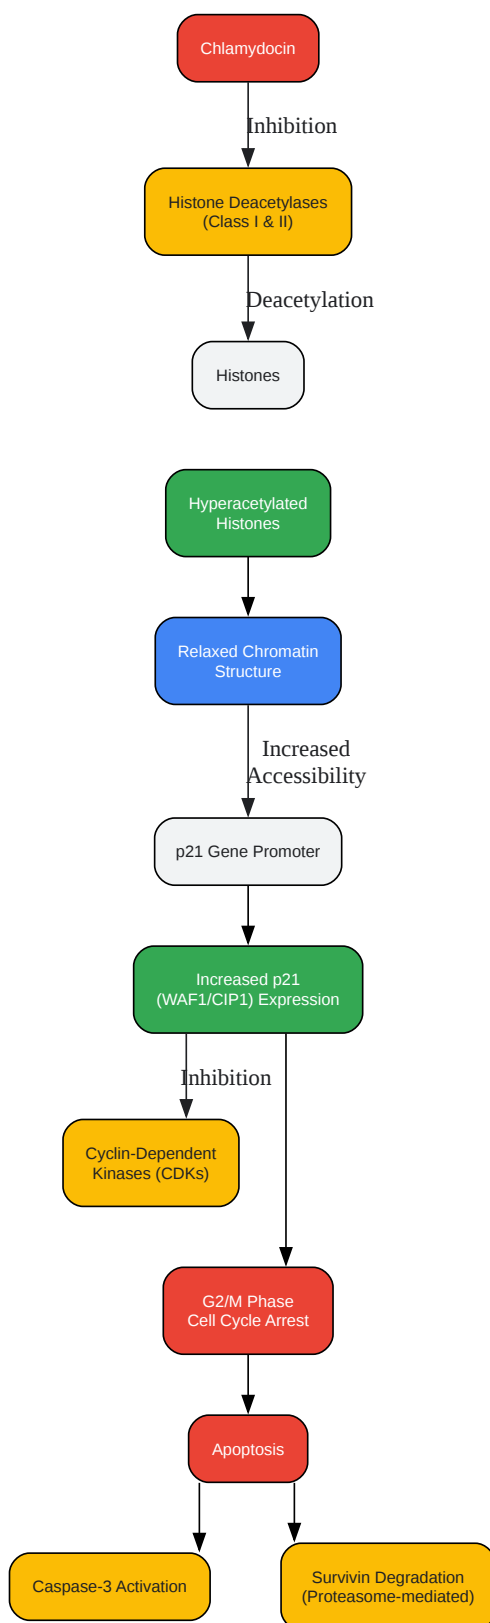 Chlamydocin
Inhibition
Histone Deacetylases
(Class I & II)
Deacetylation
Histones
Hyperacetylated
Histones
Relaxed Chromatin
Structure
Increased
Accessibility
p21 Gene Promoter
Increased p21
(WAF1/CIP1) Expression
Inhibition
Cyclin-Dependent
Kinases (CDKs)
G2/M Phase
Cell Cycle Arrest
Apoptosis
Caspase-3 Activation
Survivin Degradation
(Proteasome-mediated)